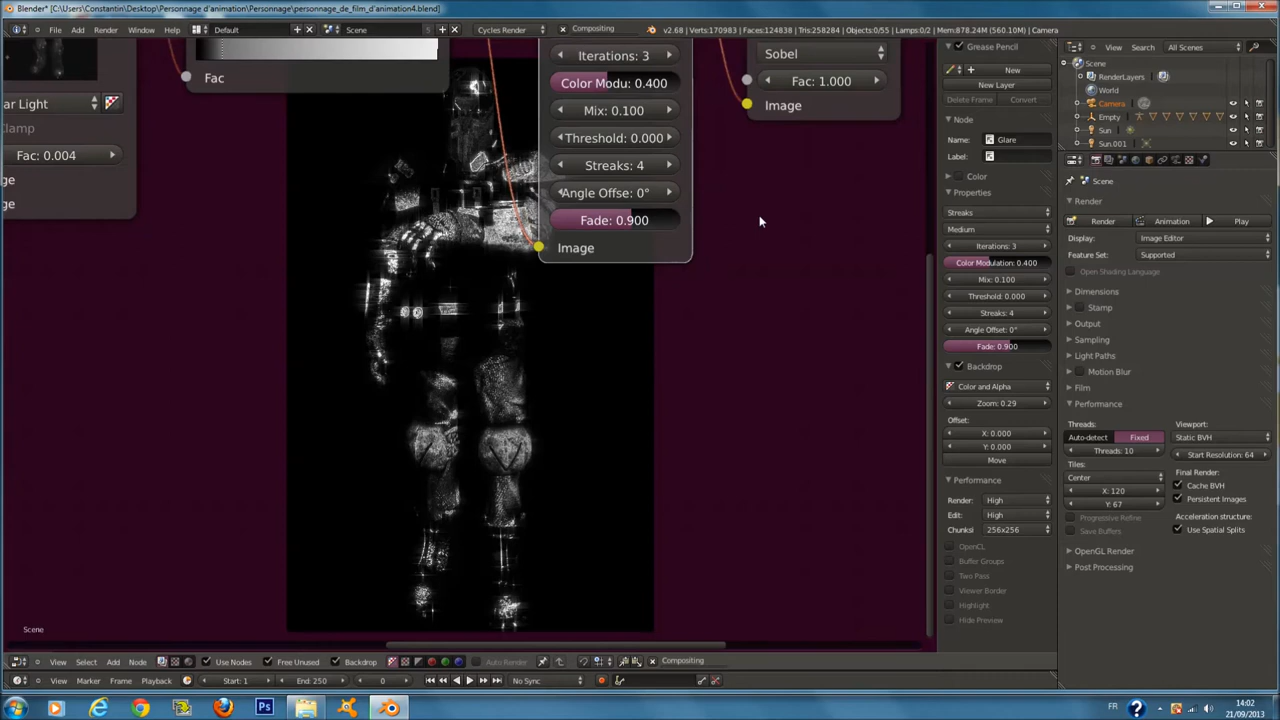 Blender* [C:\Users\Constantin\Desktop\Personnage d'animation\Personnage\personnage_de_film_d'animation4.blend]
File Add Render Window Help Default Scene 5 Cycles Render Compositing v2.68 | Verts:170983 | Faces:124838 | Tris:258284 | Objects:0/55 | Lamps:0/2 | Mem:878.24M (560.10M) | Camera
Fac
ar Light
lamp
Fac: 0.004
ge
ge
Iterations: 3
Color Modu: 0.400
Mix: 0.100
Threshold: 0.000
Streaks: 4
Angle Offse: 0°
Fade: 0.900
Image
Sobel
Fac: 1.000
Image
Grease Pencil
New
New Layer
Delete Frame Convert
Node
Name: Glare
Label:
Color
Properties
Streaks
Medium
Iterations: 3
Color Modulation: 0.400
Mix: 0.100
Threshold: 0.000
Streaks: 4
Angle Offset: 0°
Fade: 0.900
Backdrop
Color and Alpha
Zoom: 0.29
Offset:
X: 0.000
Y: 0.000
Move
Performance
Render: High
Edit: High
Chunks: 256x256
OpenCL
Buffer Groups
Two Pass
Viewer Border
Highlight
Hide Preview
View Search All Scenes
Scene
RenderLayers
World
Camera
Empty
Sun
Sun.001
Scene
Render
Render Animation Play
Display: Image Editor
Feature Set: Supported
Open Shading Language
Dimensions
Stamp
Output
Sampling
Light Paths
Motion Blur
Film
Performance
Threads: Viewport:
Auto-detect Fixed Static BVH
Threads: 10 Start Resolution: 64
Tiles: Final Render:
Center Cache BVH
X: 120 Persistent Images
Y: 67 Acceleration structure:
Progressive Refine Use Spatial Splits
Save Buffers
OpenGL Render
Post Processing
Scene
View Select Add Node Use Nodes Free Unused Backdrop Auto Render Compositing
View Marker Frame Playback Start: 1 End: 250 0 No Sync
Ps FR 14:02
21/09/2013